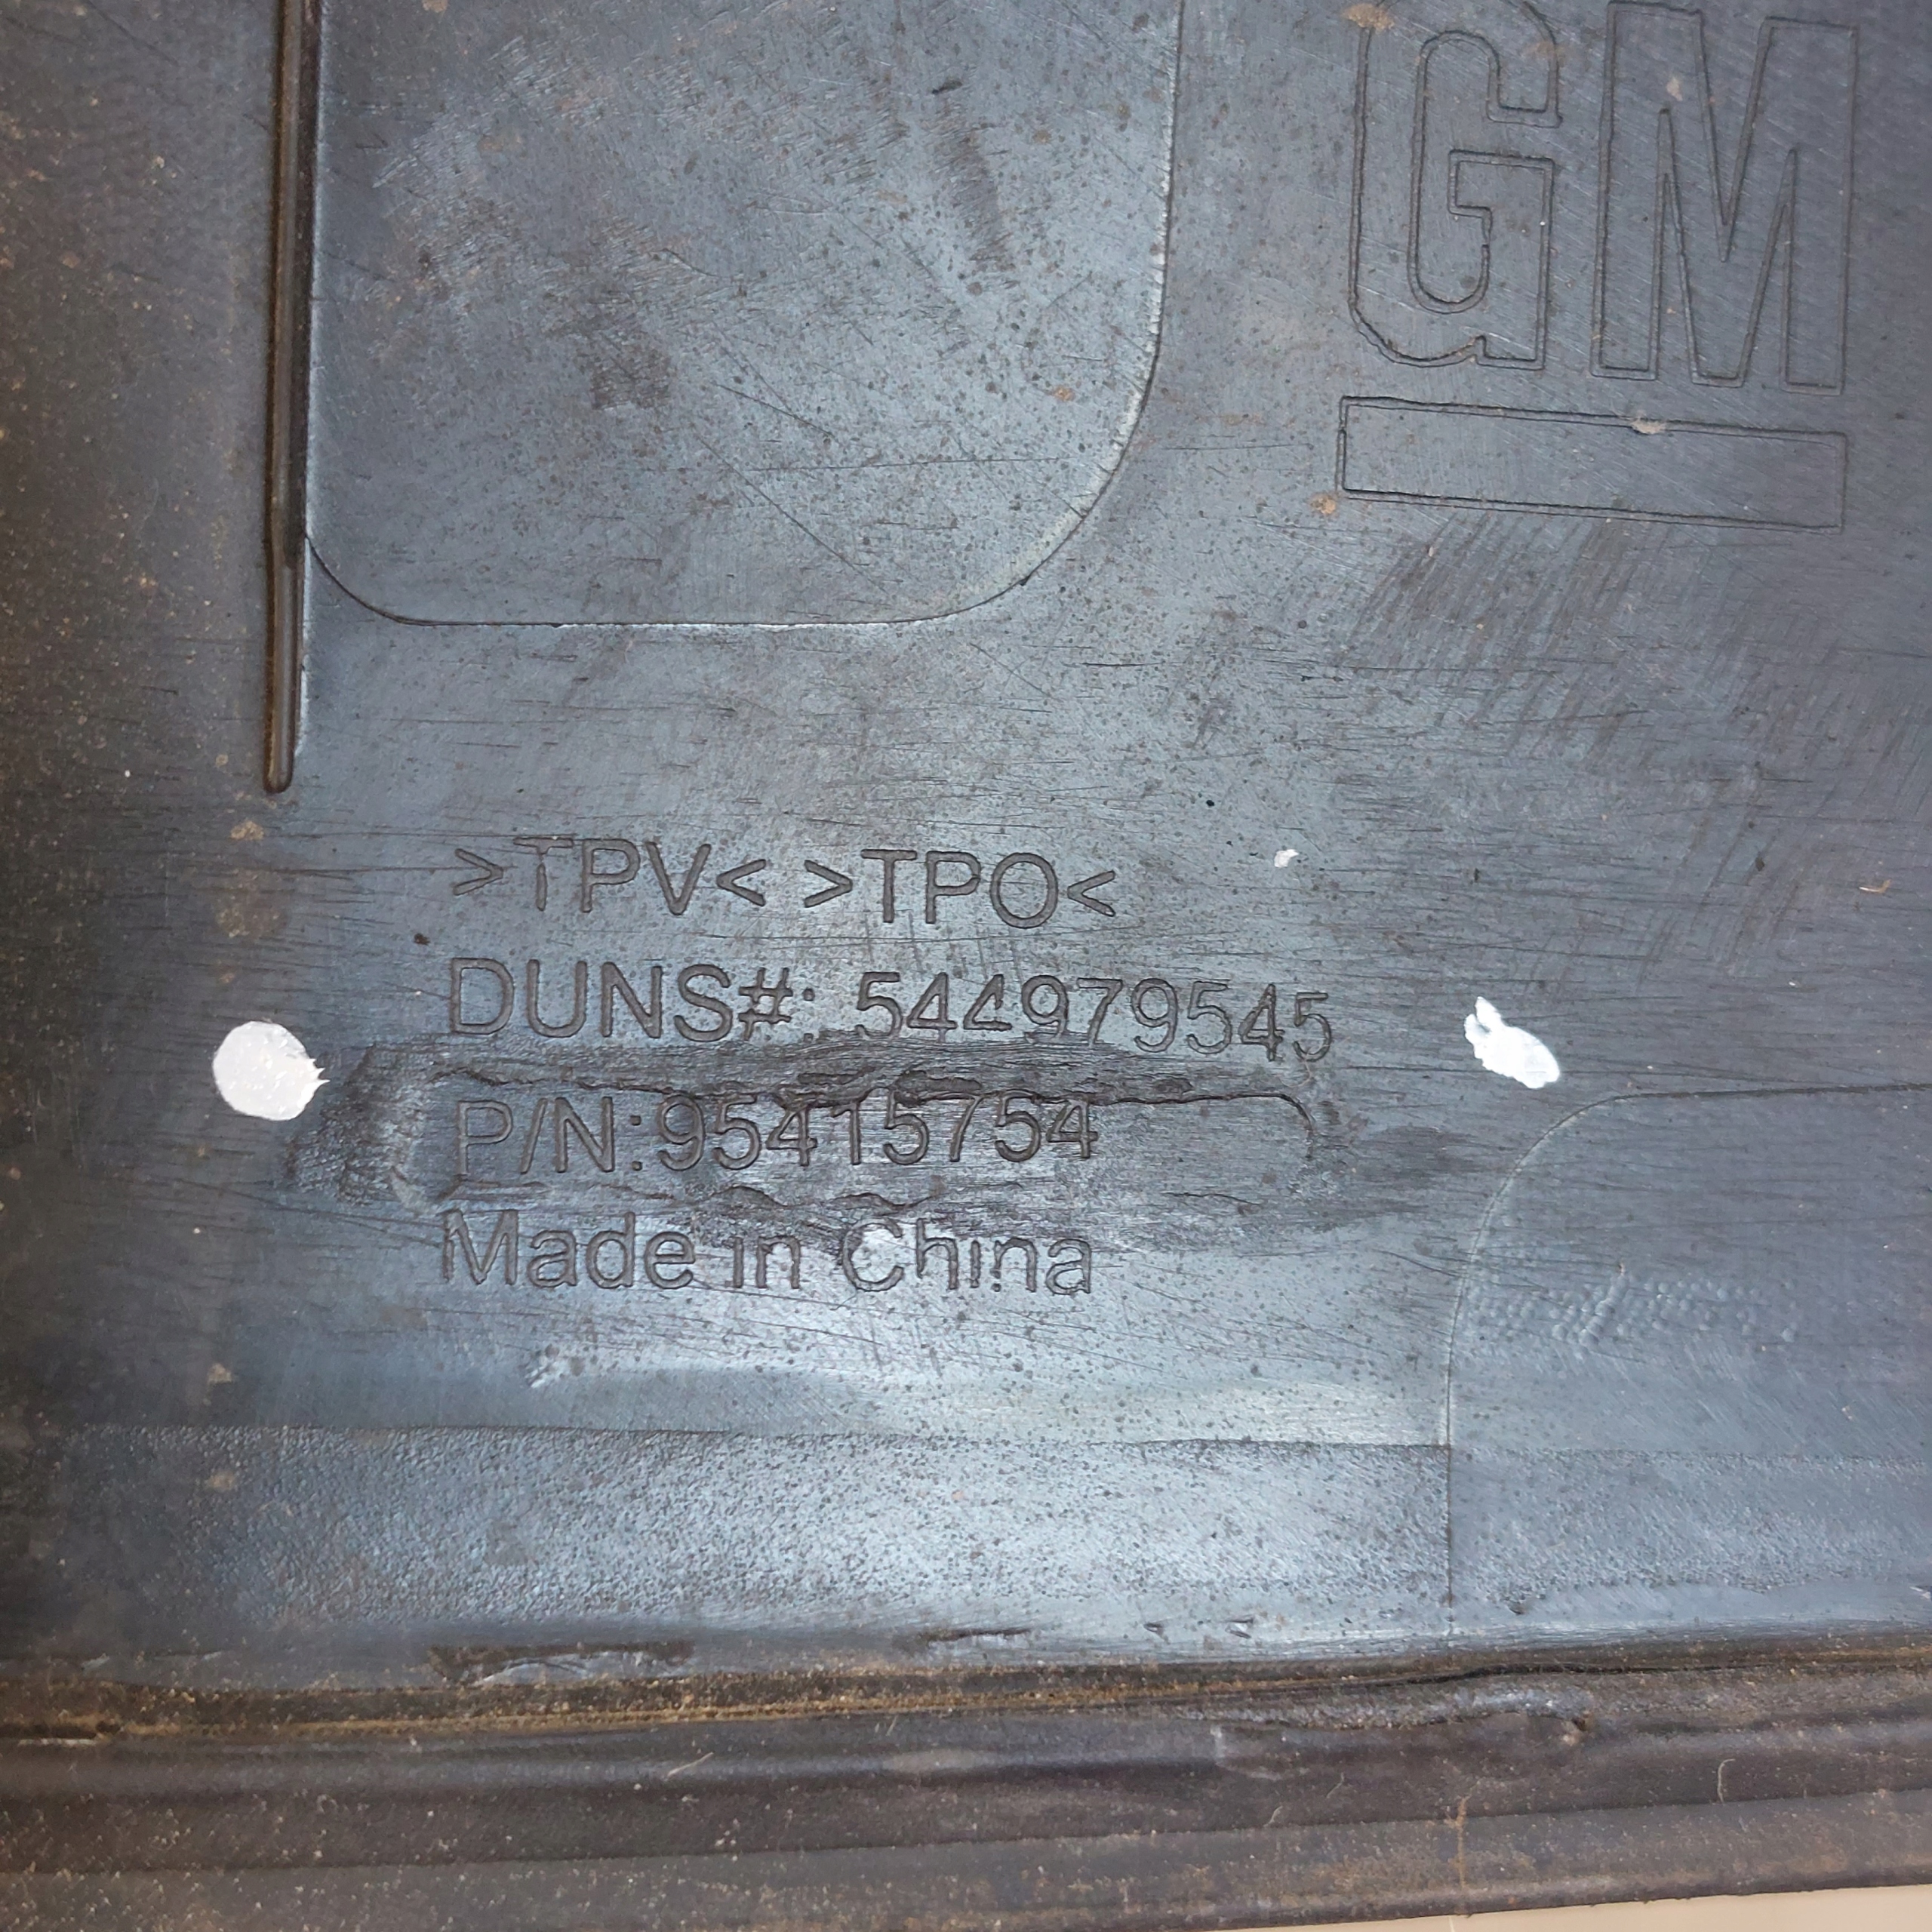 GM
>TPV< >TPO<
DUNS#: 544979545
P/N:95415754
Made in China